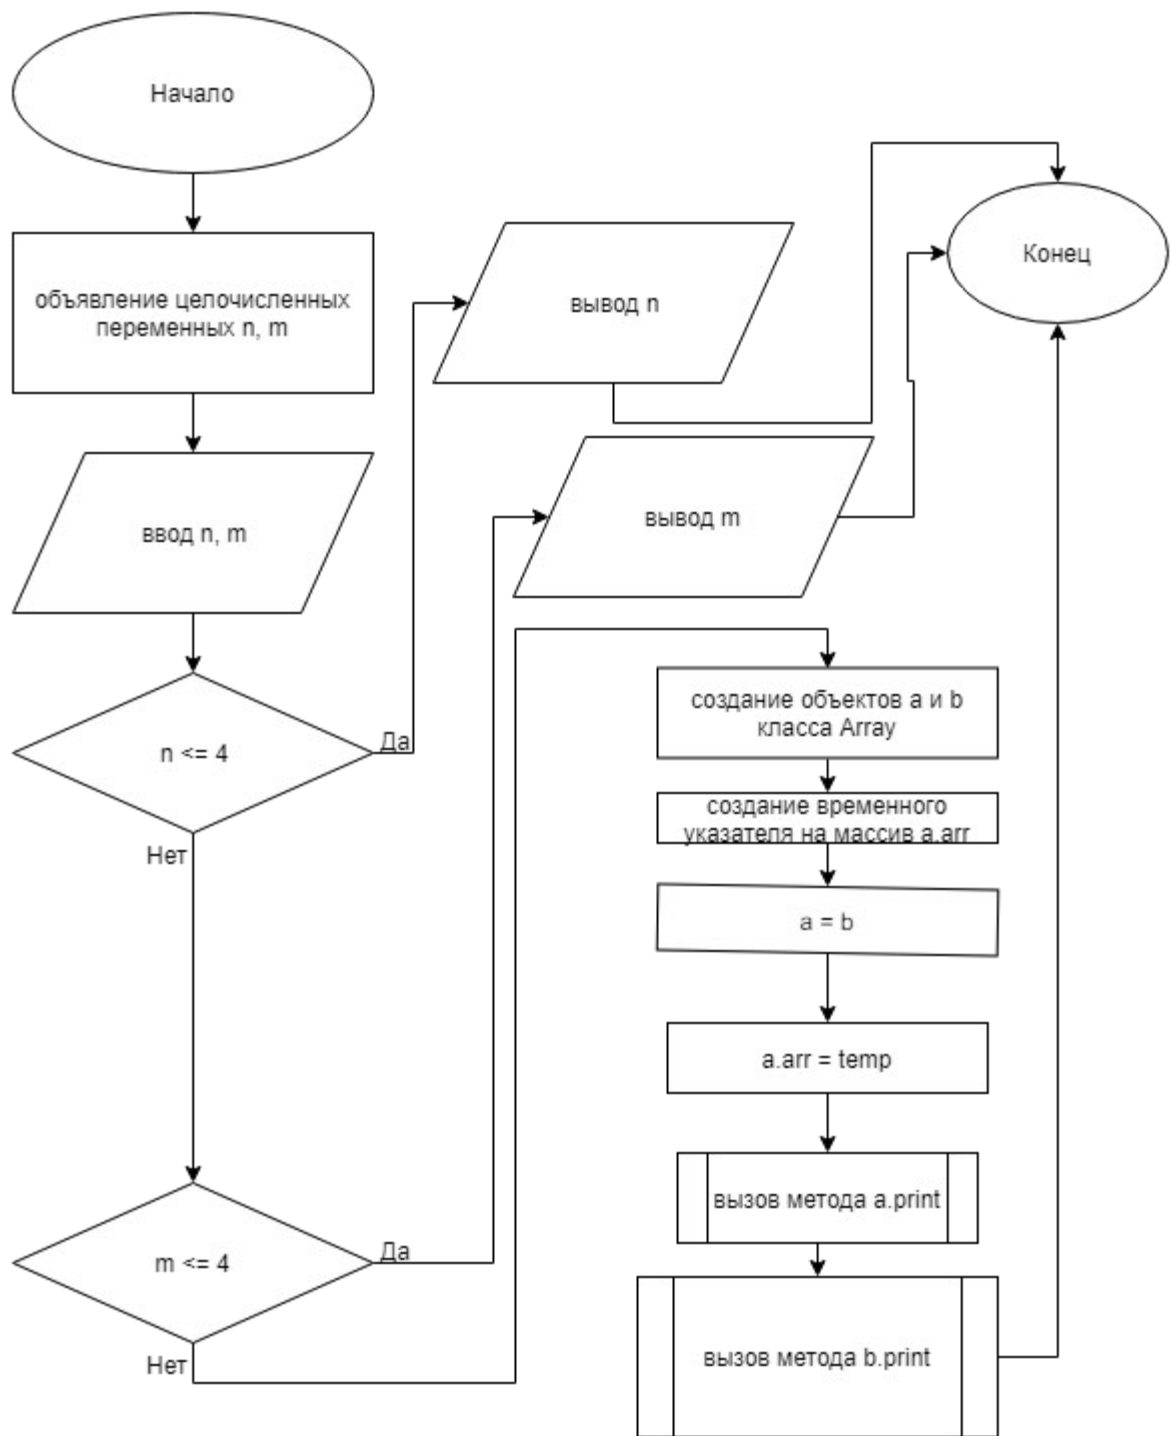 Начало
объявление целочисленных
переменных n, m
ввод n, m
n <= 4
Да
Нет
вывод n
m <= 4
Да
Нет
вывод m
создание объектов a и b
класса Array
создание временного
указателя на массив a.arr
a = b
a.arr = temp
вызов метода a.print
вызов метода b.print
Конец